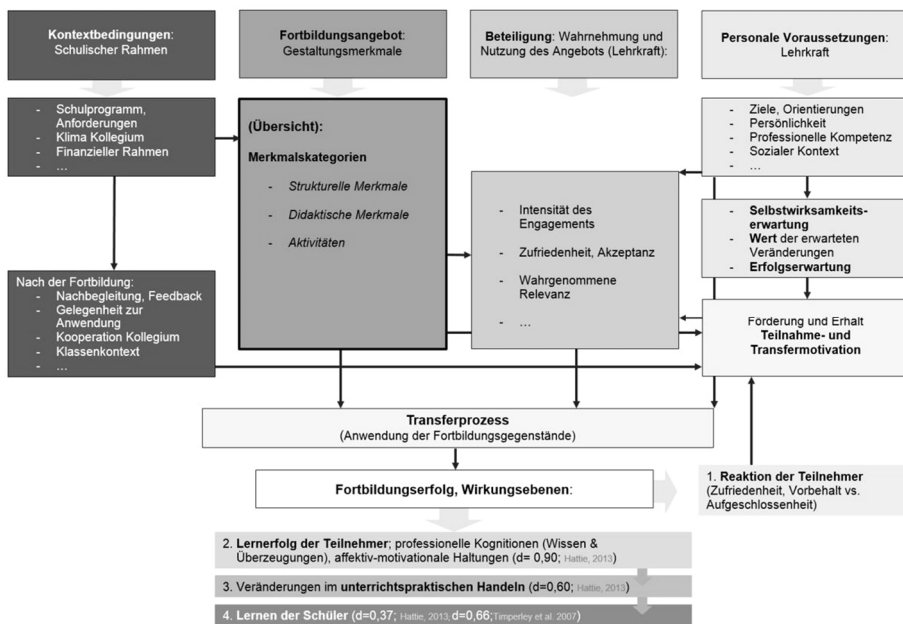 Kontextbedingungen:
Schulischer Rahmen
Fortbildungsangebot:
Gestaltungsmerkmale
Beteiligung: Wahrnehmung und
Nutzung des Angebots (Lehrkraft):
Personale Voraussetzungen:
Lehrkraft
- Schulprogramm,
Anforderungen
- Klima Kollegium
- Finanzieller Rahmen
- ...
(Übersicht):
Merkmalskategorien
- Strukturelle Merkmale
- Didaktische Merkmale
- Aktivitäten
- Intensität des
Engagements
- Zufriedenheit, Akzeptanz
- Wahrgenommene
Relevanz
- ...
- Ziele, Orientierungen
- Persönlichkeit
- Professionelle Kompetenz
- Sozialer Kontext
- ...
- Selbstwirksamkeits-
erwartung
- Wert der erwarteten
Veränderungen
- Erfolgserwartung
Nach der Fortbildung:
- Nachbegleitung, Feedback
- Gelegenheit zur
Anwendung
- Kooperation Kollegium
- Klassenkontext
- ...
Förderung und Erhalt
Teilnahme- und
Transfermotivation
Transferprozess
(Anwendung der Fortbildungsgegenstände)
Fortbildungserfolg, Wirkungsebenen:
1. Reaktion der Teilnehmer
(Zufriedenheit, Vorbehalt vs.
Aufgeschlossenheit)
2. Lernerfolg der Teilnehmer; professionelle Kognitionen (Wissen &
Überzeugungen), affektiv-motivationale Haltungen (d= 0,90; Hattie, 2013)
3. Veränderungen im unterrichtspraktischen Handeln (d=0,60; Hattie, 2013)
4. Lernen der Schüler (d=0,37; Hattie, 2013, d=0,66;Timperley et al. 2007)